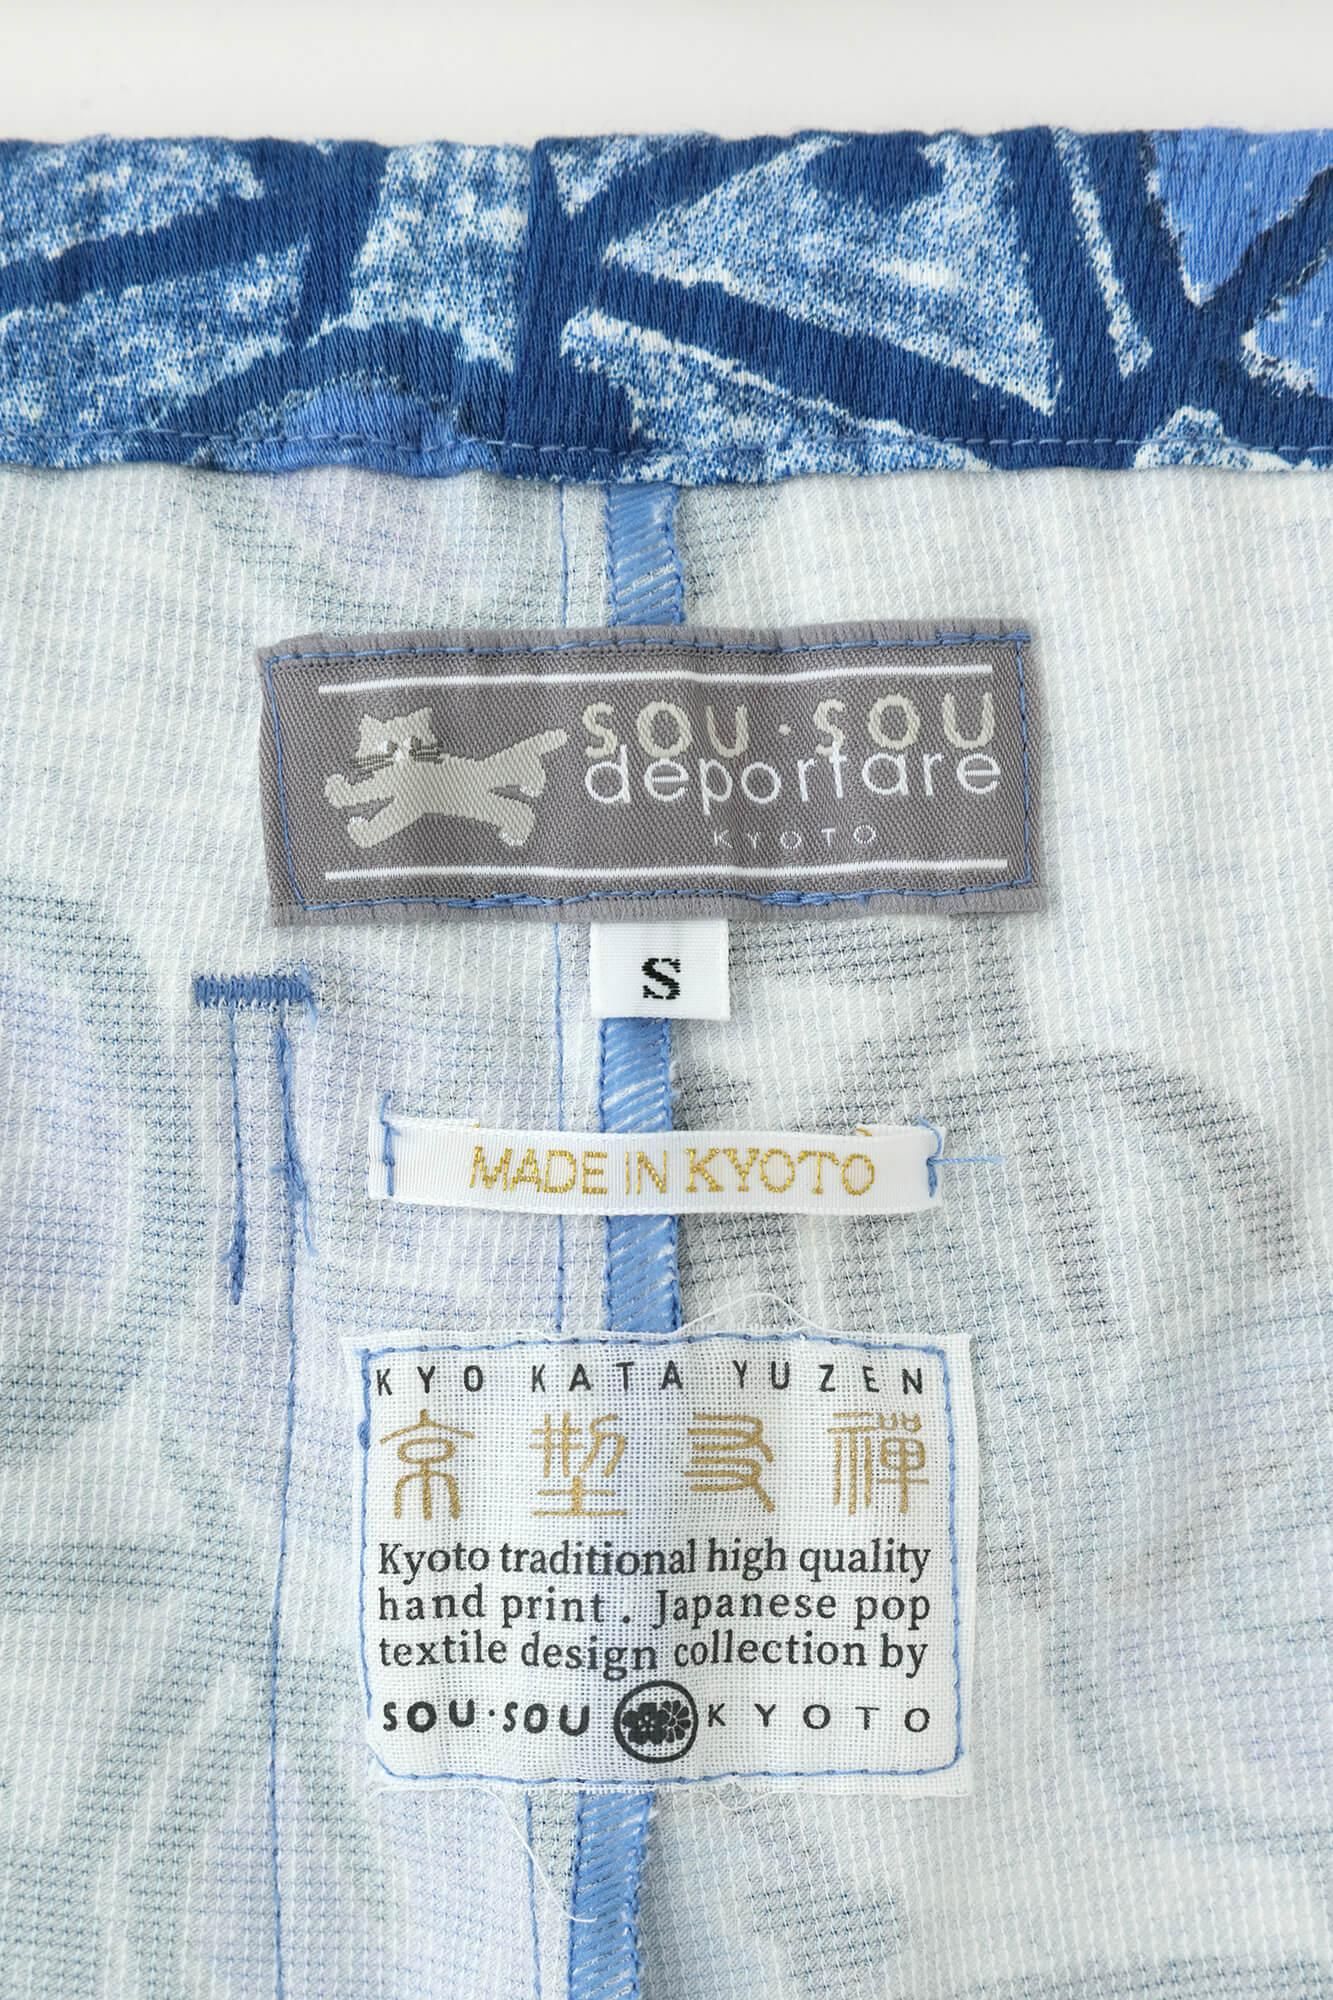 SOU・SOU
deportare
KYOTO
S
MADE IN KYOTO
KYO KATA YUZEN
京型友禅
Kyoto traditional high quality
hand print . Japanese pop
textile design collection by
SOU・SOU KYOTO